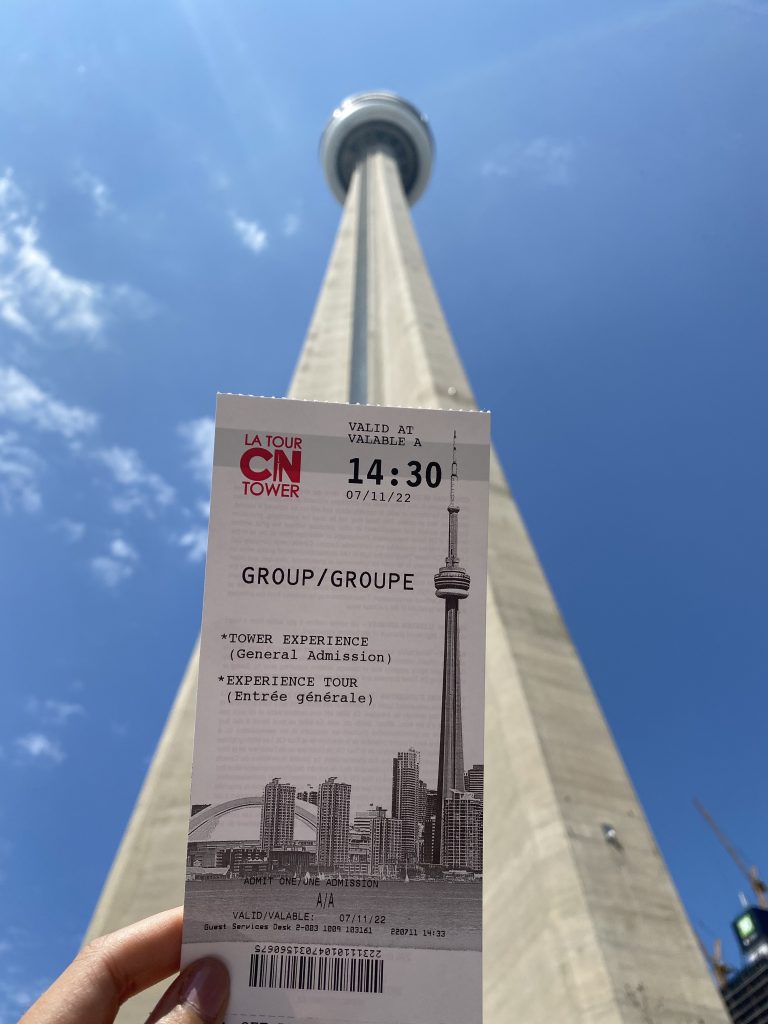 LA TOUR
CN
TOWER
VALID AT
VALABLE A
14:30
07/11/22
GROUP/GROUPE
*TOWER EXPERIENCE
(General Admission)
*EXPERIENCE TOUR
(Entrée générale)
ADMIT ONE/UNE ADMISSION
A/A
VALID/VALABLE: 07/11/22
Guest Services Desk 2-003 1009 103161 220711 14:33
2231111011104703156067​5